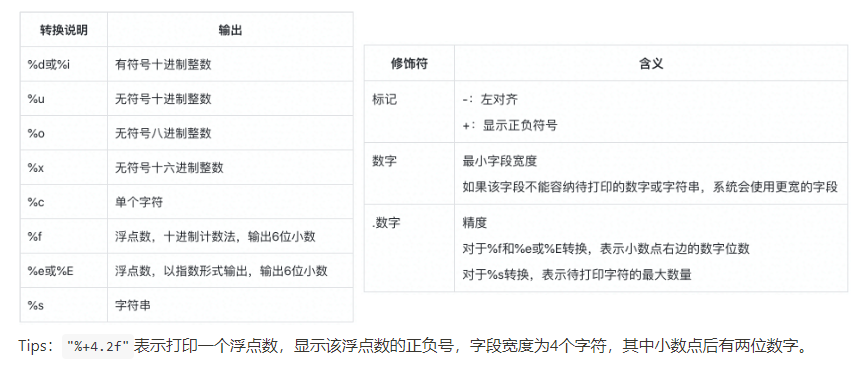 转换说明 输出
%d或%i 有符号十进制整数
%u 无符号十进制整数
%o 无符号八进制整数
%x 无符号十六进制整数
%c 单个字符
%f 浮点数，十进制计数法，输出6位小数
%e或%E 浮点数，以指数形式输出，输出6位小数
%s 字符串
修饰符 含义
标记 -：左对齐
+：显示正负符号
数字 最小字段宽度
如果该字段不能容纳待打印的数字或字符串，系统会使用更宽的字段
.数字 精度
对于%f和%e或%E转换，表示小数点右边的数字位数
对于%s转换，表示待打印字符的最大数量
Tips："%+4.2f"表示打印一个浮点数，显示该浮点数的正负号，字段宽度为4个字符，其中小数点后有两位数字。